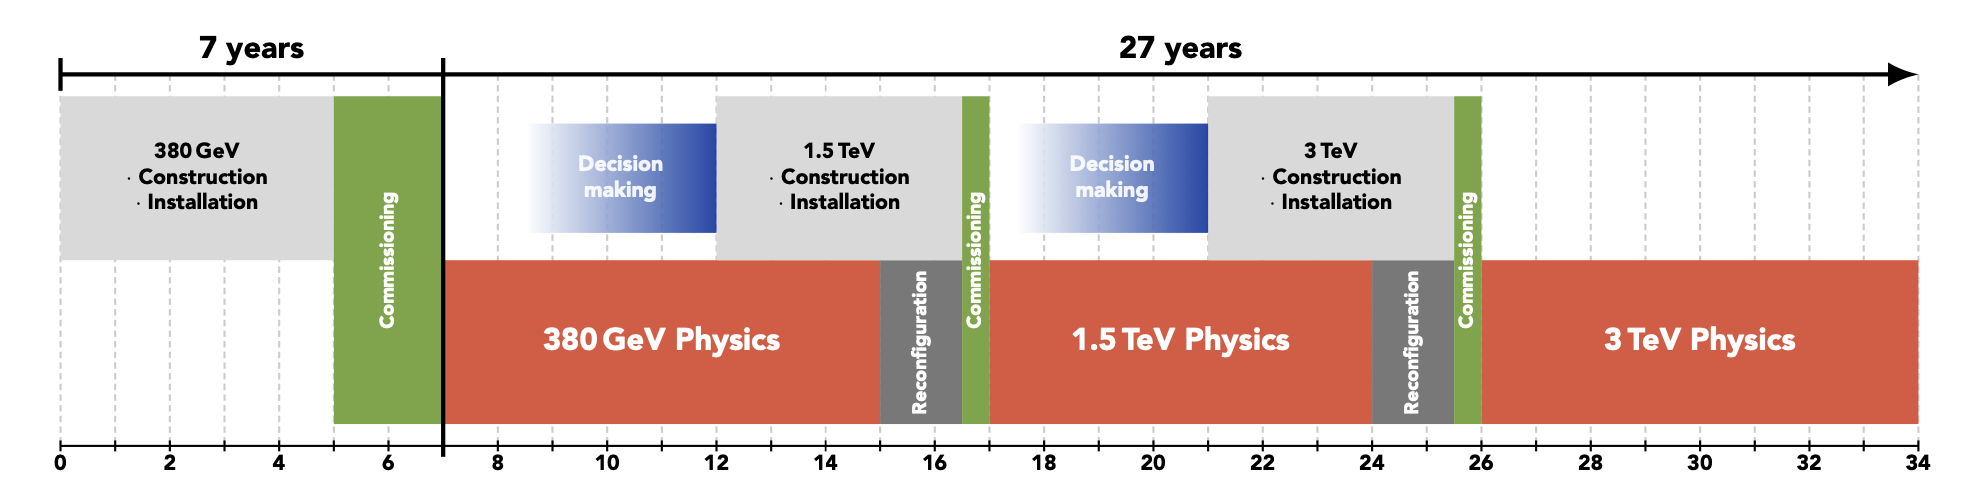 7 years
27 years
380 GeV
· Construction
· Installation
Commissioning
Decision
making
1.5 TeV
· Construction
· Installation
Commissioning
Decision
making
3 TeV
· Construction
· Installation
Commissioning
380 GeV Physics
Reconfiguration
1.5 TeV Physics
Reconfiguration
3 TeV Physics
0 2 4 6 8 10 12 14 16 18 20 22 24 26 28 30 32 34